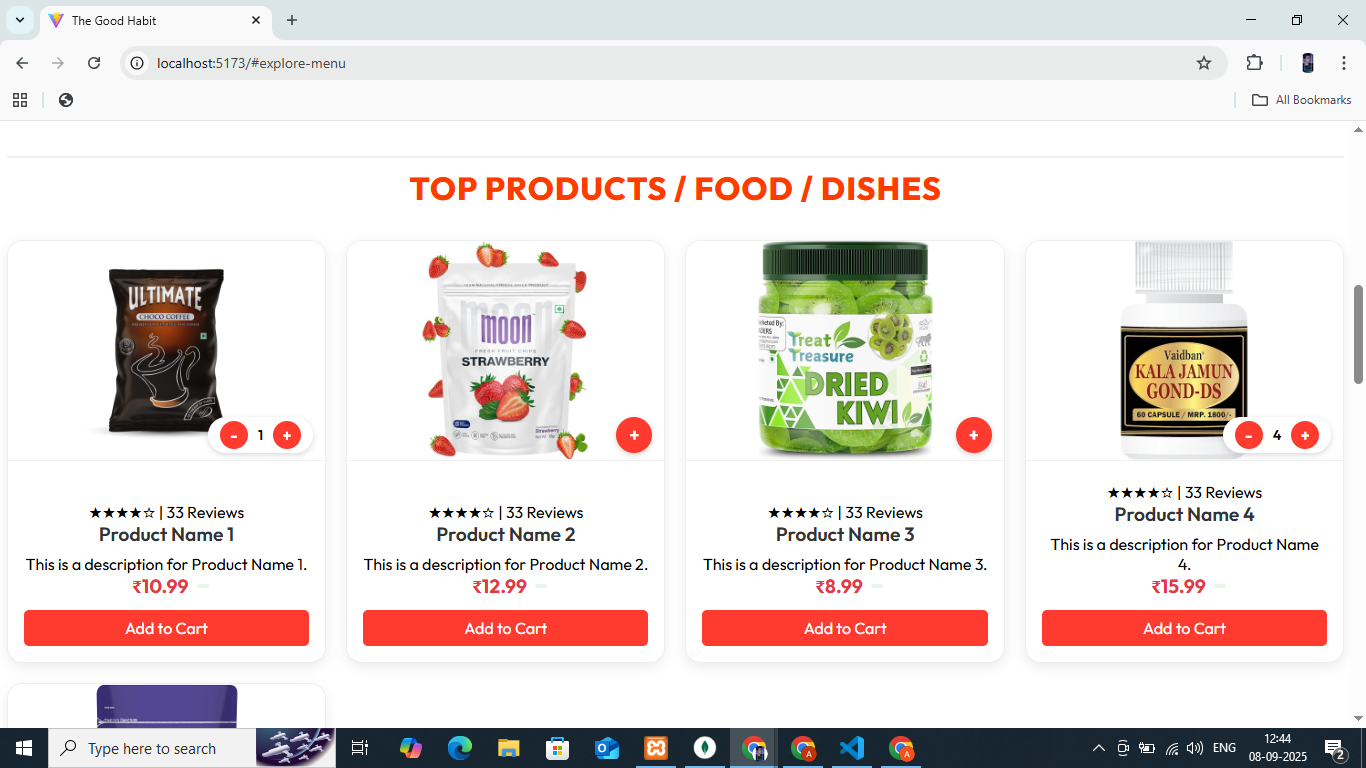 The Good Habit
localhost:5173/#explore-menu
All Bookmarks
TOP PRODUCTS / FOOD / DISHES
ULTIMATE
CHOCO COFFEE
- 1 +
moon
FRESH FRUIT CHIPS
STRAWBERRY
+
Treat
Treasure
DRIED
KIWI
+
Vaidban
KALA JAMUN
GOND-DS
60 CAPSULE / MRP. 1800/-
- 4 +
★★★★☆ | 33 Reviews
Product Name 1
This is a description for Product Name 1.
₹10.99
Add to Cart
★★★★☆ | 33 Reviews
Product Name 2
This is a description for Product Name 2.
₹12.99
Add to Cart
★★★★☆ | 33 Reviews
Product Name 3
This is a description for Product Name 3.
₹8.99
Add to Cart
★★★★☆ | 33 Reviews
Product Name 4
This is a description for Product Name
4.
₹15.99
Add to Cart
Type here to search
ENG
12:44
08-09-2025
2